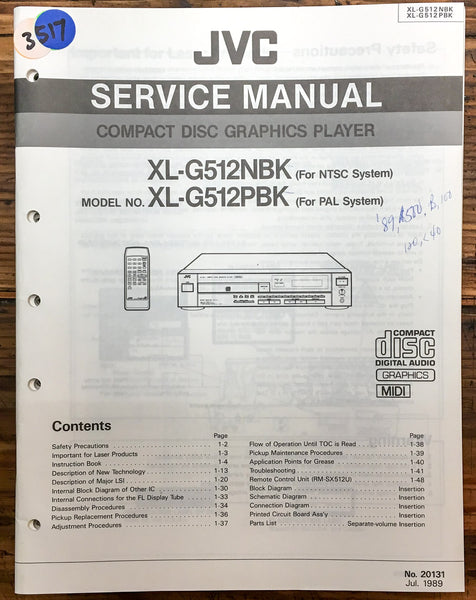 3517
XL-G512NBK
XL-G512PBK
JVC
SERVICE MANUAL
COMPACT DISC GRAPHICS PLAYER
XL-G512NBK (For NTSC System)
MODEL NO. XL-G512PBK (For PAL System)
COMPACT
disc
DIGITAL AUDIO
GRAPHICS
MIDI
Contents
Page
Safety Precautions 1-2
Important for Laser Products 1-3
Instruction Book 1-4
Description of New Technology 1-13
Description of Major LSI 1-20
Internal Block Diagram of Other IC 1-30
Internal Connections for the FL Display Tube 1-33
Disassembly Procedures 1-34
Pickup Replacement Procedures 1-36
Adjustment Procedures 1-37
Page
Flow of Operation Until TOC is Read 1-38
Pickup Maintenance Procedures 1-39
Application Points for Grease 1-40
Troubleshooting 1-41
Remote Control Unit (RM-SX512U) 1-48
Block Diagram Insertion
Schematic Diagram Insertion
Connection Diagram Insertion
Printed Circuit Board Ass'y Insertion
Parts List Separate-volume Insertion
No. 20131
Jul. 1989